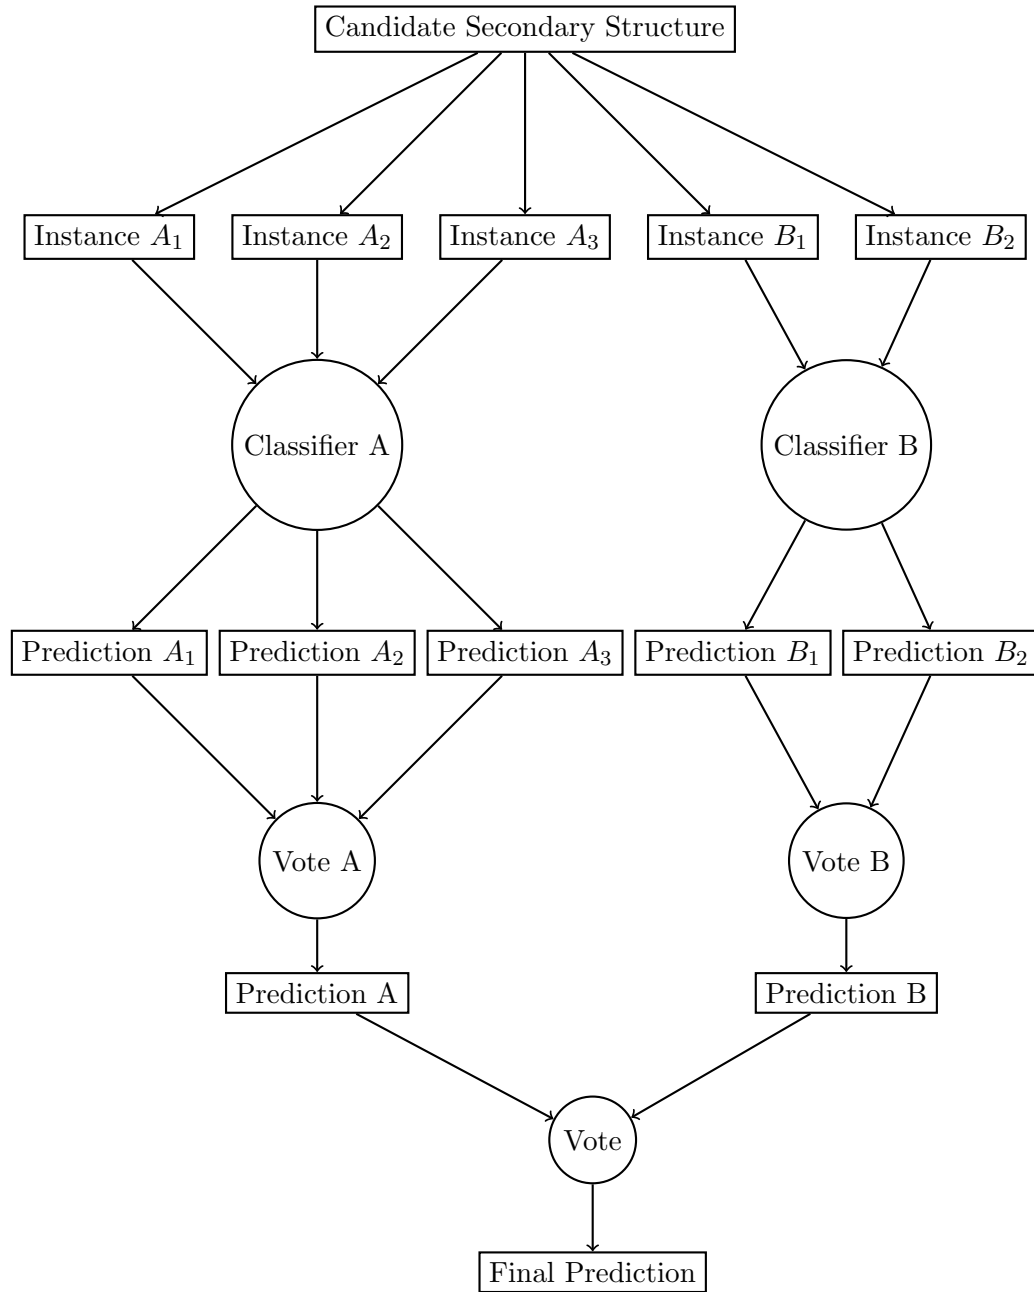 Candidate Secondary Structure
Instance A₁ Instance A₂ Instance A₃ Instance B₁ Instance B₂
Classifier A Classifier B
Prediction A₁ Prediction A₂ Prediction A₃ Prediction B₁ Prediction B₂
Vote A Vote B
Prediction A Prediction B
Vote
Final Prediction